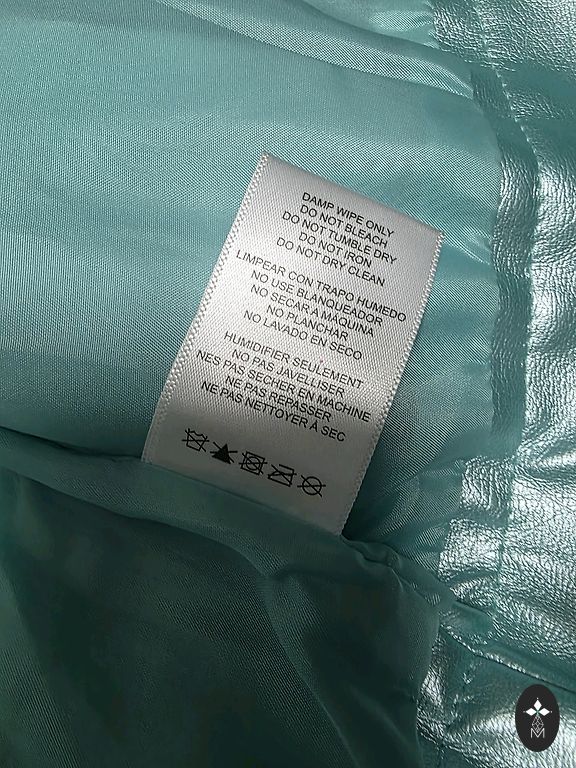 DAMP WIPE ONLY
DO NOT BLEACH
DO NOT TUMBLE DRY
DO NOT IRON
DO NOT DRY CLEAN
LIMPEAR CON TRAPO HUMEDO
NO USE BLANQUEADOR
NO SECAR A MÁQUINA
NO PLANCHAR
NO LAVADO EN SECO
HUMIDIFIER SEULEMENT
NO PAS JAVELLISER
NES PAS SECHER EN MACHINE
NE PAS REPASSER
NE PAS NETTOYER À SEC
M